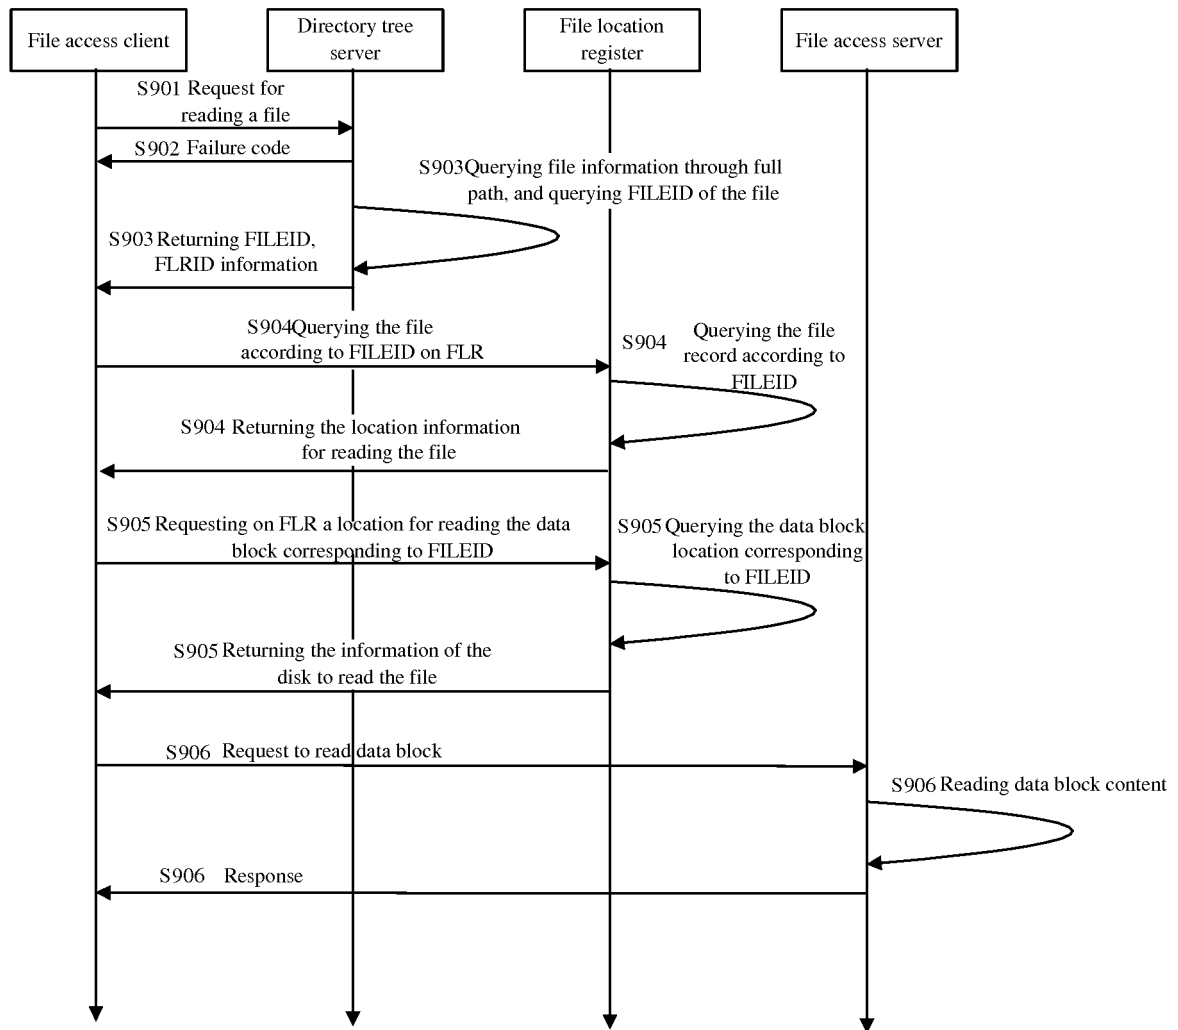 File access client
Directory tree
server
File location
register
File access server
S901 Request for
reading a file
S902 Failure code
S903 Querying file information through full
path, and querying FILEID of the file
S903 Returning FILEID,
FLRID information
S904 Querying the file
according to FILEID on FLR
S904 Querying the file
record according to
FILEID
S904 Returning the location information
for reading the file
S905 Requesting on FLR a location for reading the data
block corresponding to FILEID
S905 Querying the data block
location corresponding
to FILEID
S905 Returning the information of the
disk to read the file
S906 Request to read data block
S906 Reading data block content
S906 Response